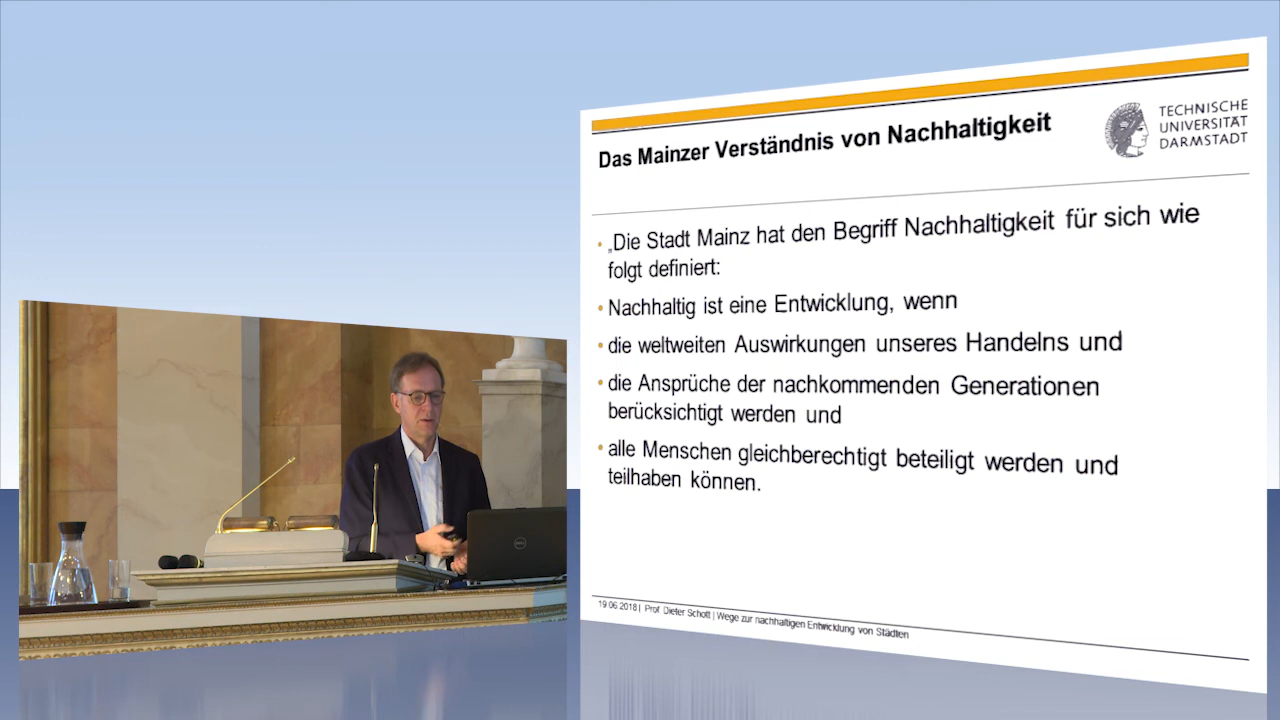 Das Mainzer Verständnis von Nachhaltigkeit
TECHNISCHE
UNIVERSITÄT
DARMSTADT
• „Die Stadt Mainz hat den Begriff Nachhaltigkeit für sich wie
folgt definiert:
• Nachhaltig ist eine Entwicklung, wenn
• die weltweiten Auswirkungen unseres Handelns und
• die Ansprüche der nachkommenden Generationen
berücksichtigt werden und
• alle Menschen gleichberechtigt beteiligt werden und
teilhaben können.
19.06.2018 | Prof. Dieter Schott | Wege zur nachhaltigen Entwicklung von Städten
DELL